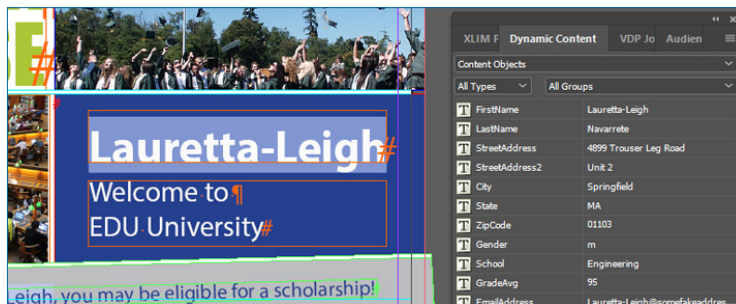 SE
#
Lauretta-Leigh#
Welcome to¶
EDU University#
Leigh, you may be eligible for a scholarship!
XLIM P Dynamic Content VDP Jo Audien
Content Objects
All Types All Groups
T FirstName Lauretta-Leigh
T LastName Navarrete
T StreetAddress 4899 Trouser Leg Road
T StreetAddress2 Unit 2
T City Springfield
T State MA
T ZipCode 01103
T Gender m
T School Engineering
T GradeAvg 95
T EmailAddress Lauretta-Leigh@somefakeaddres